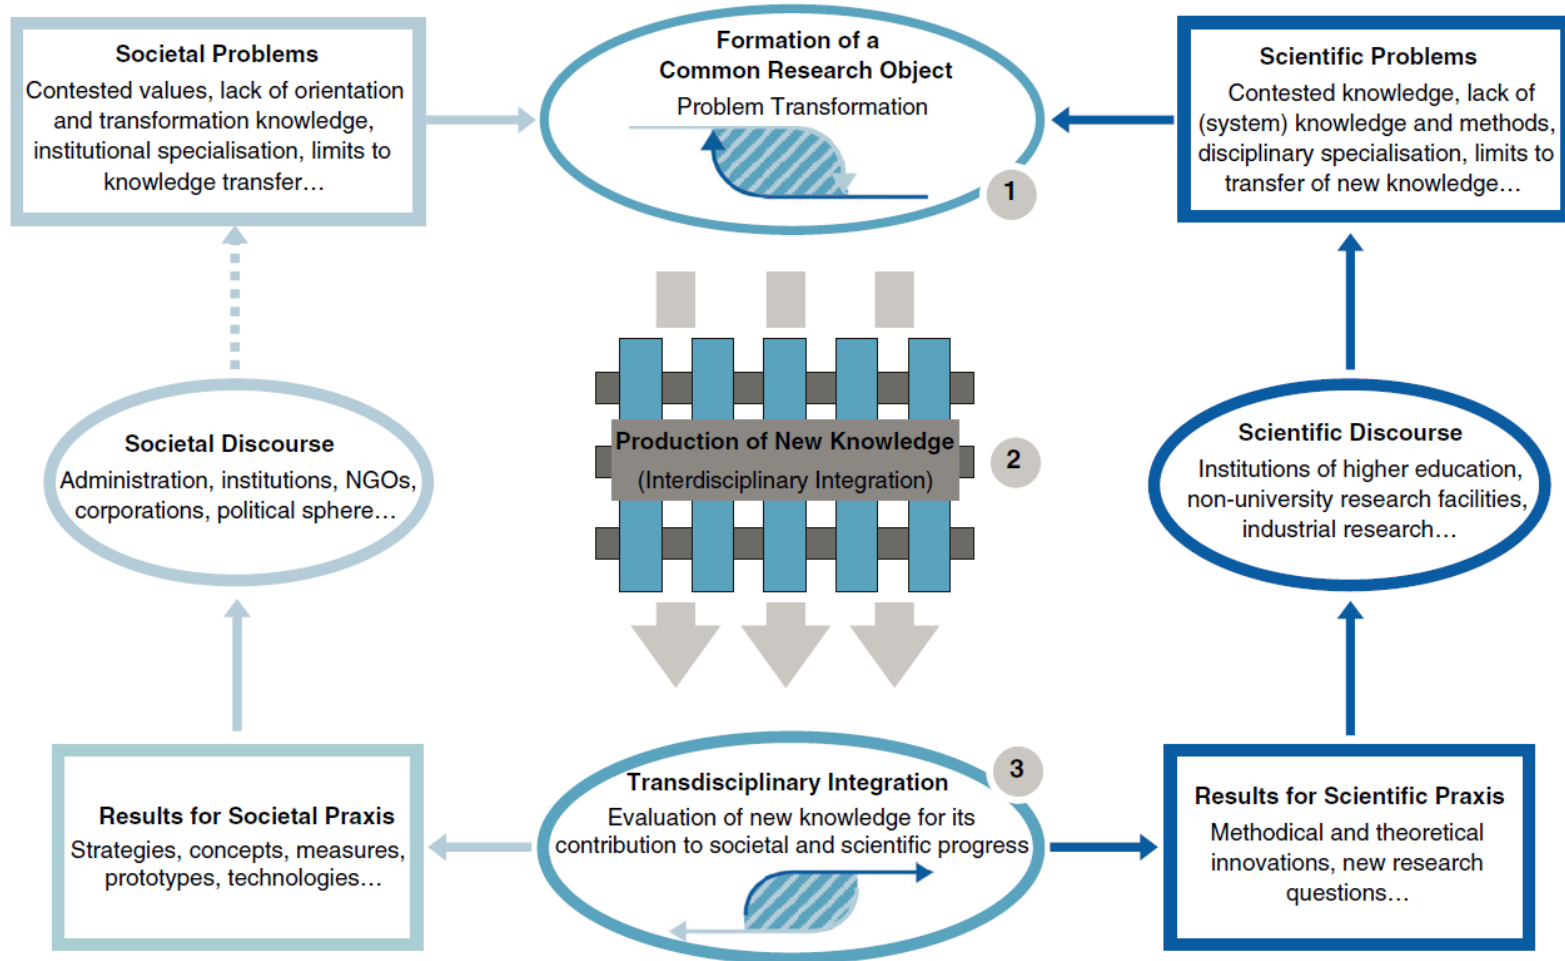 Societal Problems
Contested values, lack of orientation
and transformation knowledge,
institutional specialisation, limits to
knowledge transfer…
Formation of a
Common Research Object
Problem Transformation
1
Scientific Problems
Contested knowledge, lack of
(system) knowledge and methods,
disciplinary specialisation, limits to
transfer of new knowledge…
Societal Discourse
Administration, institutions, NGOs,
corporations, political sphere…
Production of New Knowledge
(Interdisciplinary Integration)
2
Scientific Discourse
Institutions of higher education,
non-university research facilities,
industrial research…
Results for Societal Praxis
Strategies, concepts, measures,
prototypes, technologies…
3
Transdisciplinary Integration
Evaluation of new knowledge for its
contribution to societal and scientific progress
Results for Scientific Praxis
Methodical and theoretical
innovations, new research
questions…